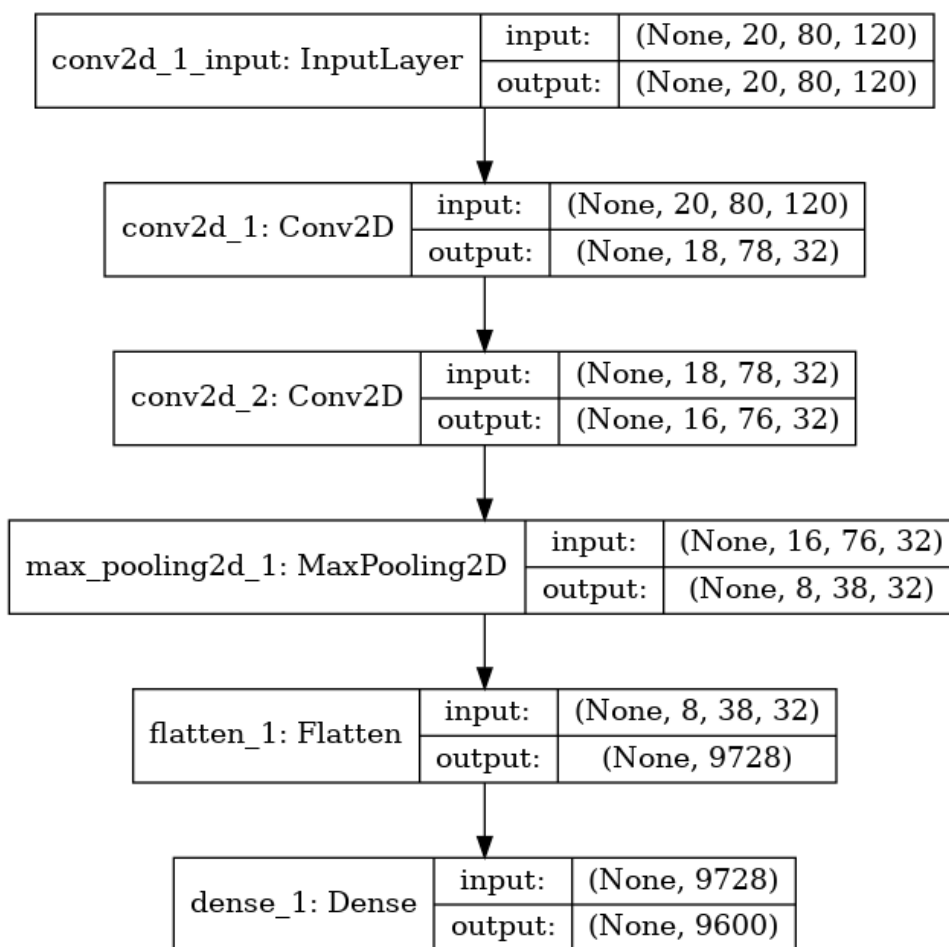 conv2d_1_input: InputLayer
input: (None, 20, 80, 120)
output: (None, 20, 80, 120)
conv2d_1: Conv2D
input: (None, 20, 80, 120)
output: (None, 18, 78, 32)
conv2d_2: Conv2D
input: (None, 18, 78, 32)
output: (None, 16, 76, 32)
max_pooling2d_1: MaxPooling2D
input: (None, 16, 76, 32)
output: (None, 8, 38, 32)
flatten_1: Flatten
input: (None, 8, 38, 32)
output: (None, 9728)
dense_1: Dense
input: (None, 9728)
output: (None, 9600)